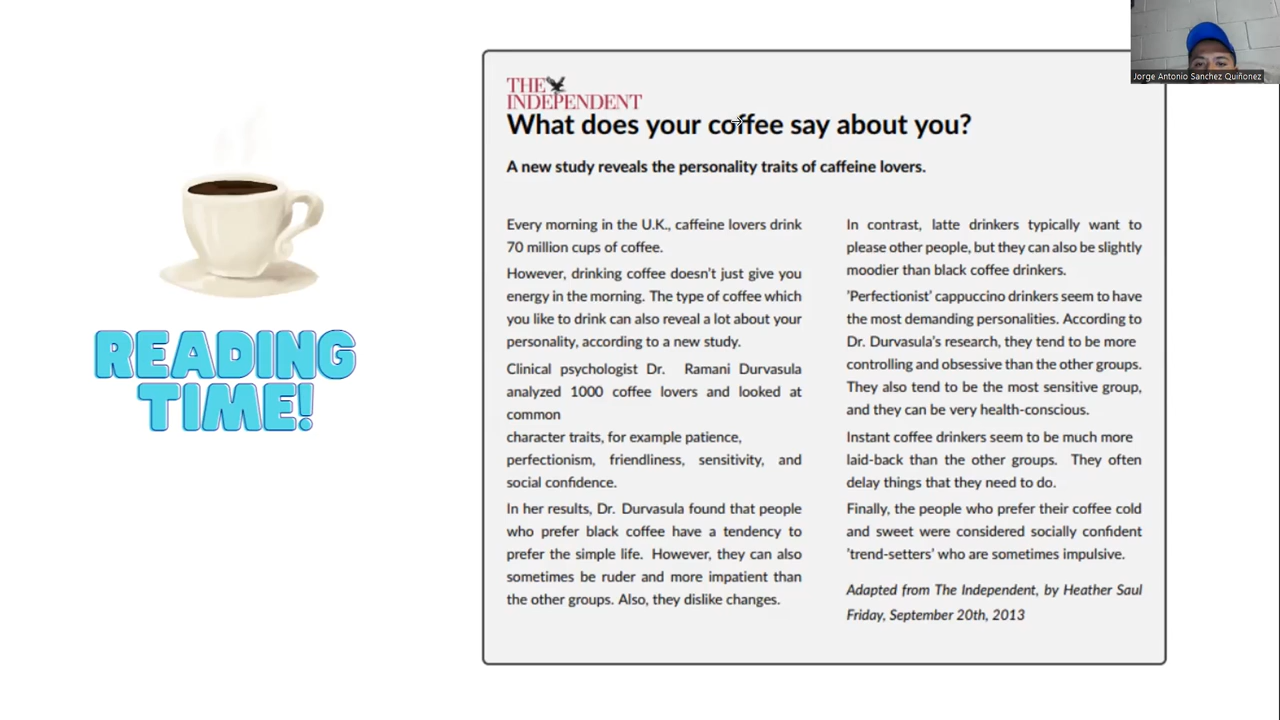 Jorge Antonio Sanchez Quiñonez
READING
TIME!
THE
INDEPENDENT
What does your coffee say about you?
A new study reveals the personality traits of caffeine lovers.
Every morning in the U.K., caffeine lovers drink
70 million cups of coffee.
However, drinking coffee doesn't just give you
energy in the morning. The type of coffee which
you like to drink can also reveal a lot about your
personality, according to a new study.
Clinical psychologist Dr. Ramani Durvasula
analyzed 1000 coffee lovers and looked at
common
character traits, for example patience,
perfectionism, friendliness, sensitivity, and
social confidence.
In her results, Dr. Durvasula found that people
who prefer black coffee have a tendency to
prefer the simple life. However, they can also
sometimes be ruder and more impatient than
the other groups. Also, they dislike changes.
In contrast, latte drinkers typically want to
please other people, but they can also be slightly
moodier than black coffee drinkers.
'Perfectionist' cappuccino drinkers seem to have
the most demanding personalities. According to
Dr. Durvasula's research, they tend to be more
controlling and obsessive than the other groups.
They also tend to be the most sensitive group,
and they can be very health-conscious.
Instant coffee drinkers seem to be much more
laid-back than the other groups. They often
delay things that they need to do.
Finally, the people who prefer their coffee cold
and sweet were considered socially confident
'trend-setters' who are sometimes impulsive.
Adapted from The Independent, by Heather Saul
Friday, September 20th, 2013